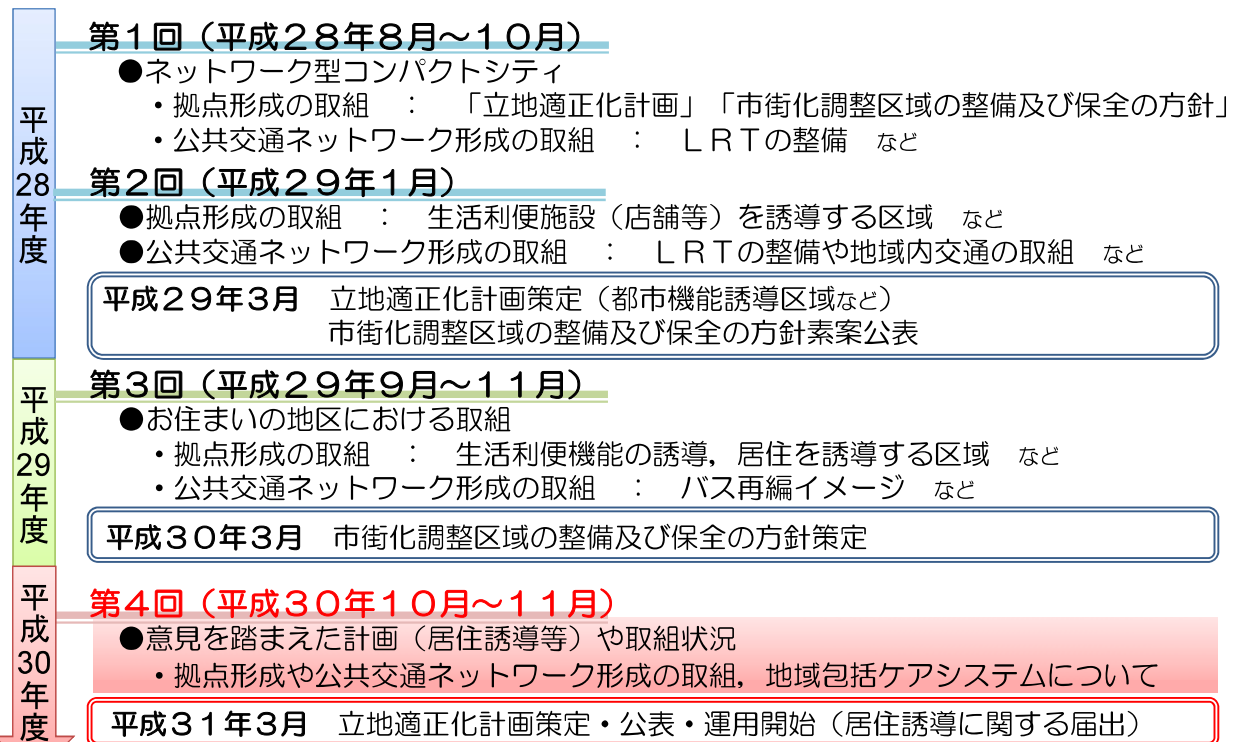 平成28年度
第1回（平成28年8月～10月）
●ネットワーク型コンパクトシティ
・拠点形成の取組　：　「立地適正化計画」「市街化調整区域の整備及び保全の方針」
・公共交通ネットワーク形成の取組　：　LRTの整備　など
第2回（平成29年1月）
●拠点形成の取組　：　生活利便施設（店舗等）を誘導する区域　など
●公共交通ネットワーク形成の取組　：　LRTの整備や地域内交通の取組　など
平成29年3月　立地適正化計画策定（都市機能誘導区域など）
市街化調整区域の整備及び保全の方針素案公表
平成29年度
第3回（平成29年9月～11月）
●お住まいの地区における取組
・拠点形成の取組　：　生活利便機能の誘導，居住を誘導する区域　など
・公共交通ネットワーク形成の取組　：　バス再編イメージ　など
平成30年3月　市街化調整区域の整備及び保全の方針策定
平成30年度
第4回（平成30年10月～11月）
●意見を踏まえた計画（居住誘導等）や取組状況
・拠点形成や公共交通ネットワーク形成の取組，地域包括ケアシステムについて
平成31年3月　立地適正化計画策定・公表・運用開始（居住誘導に関する届出）